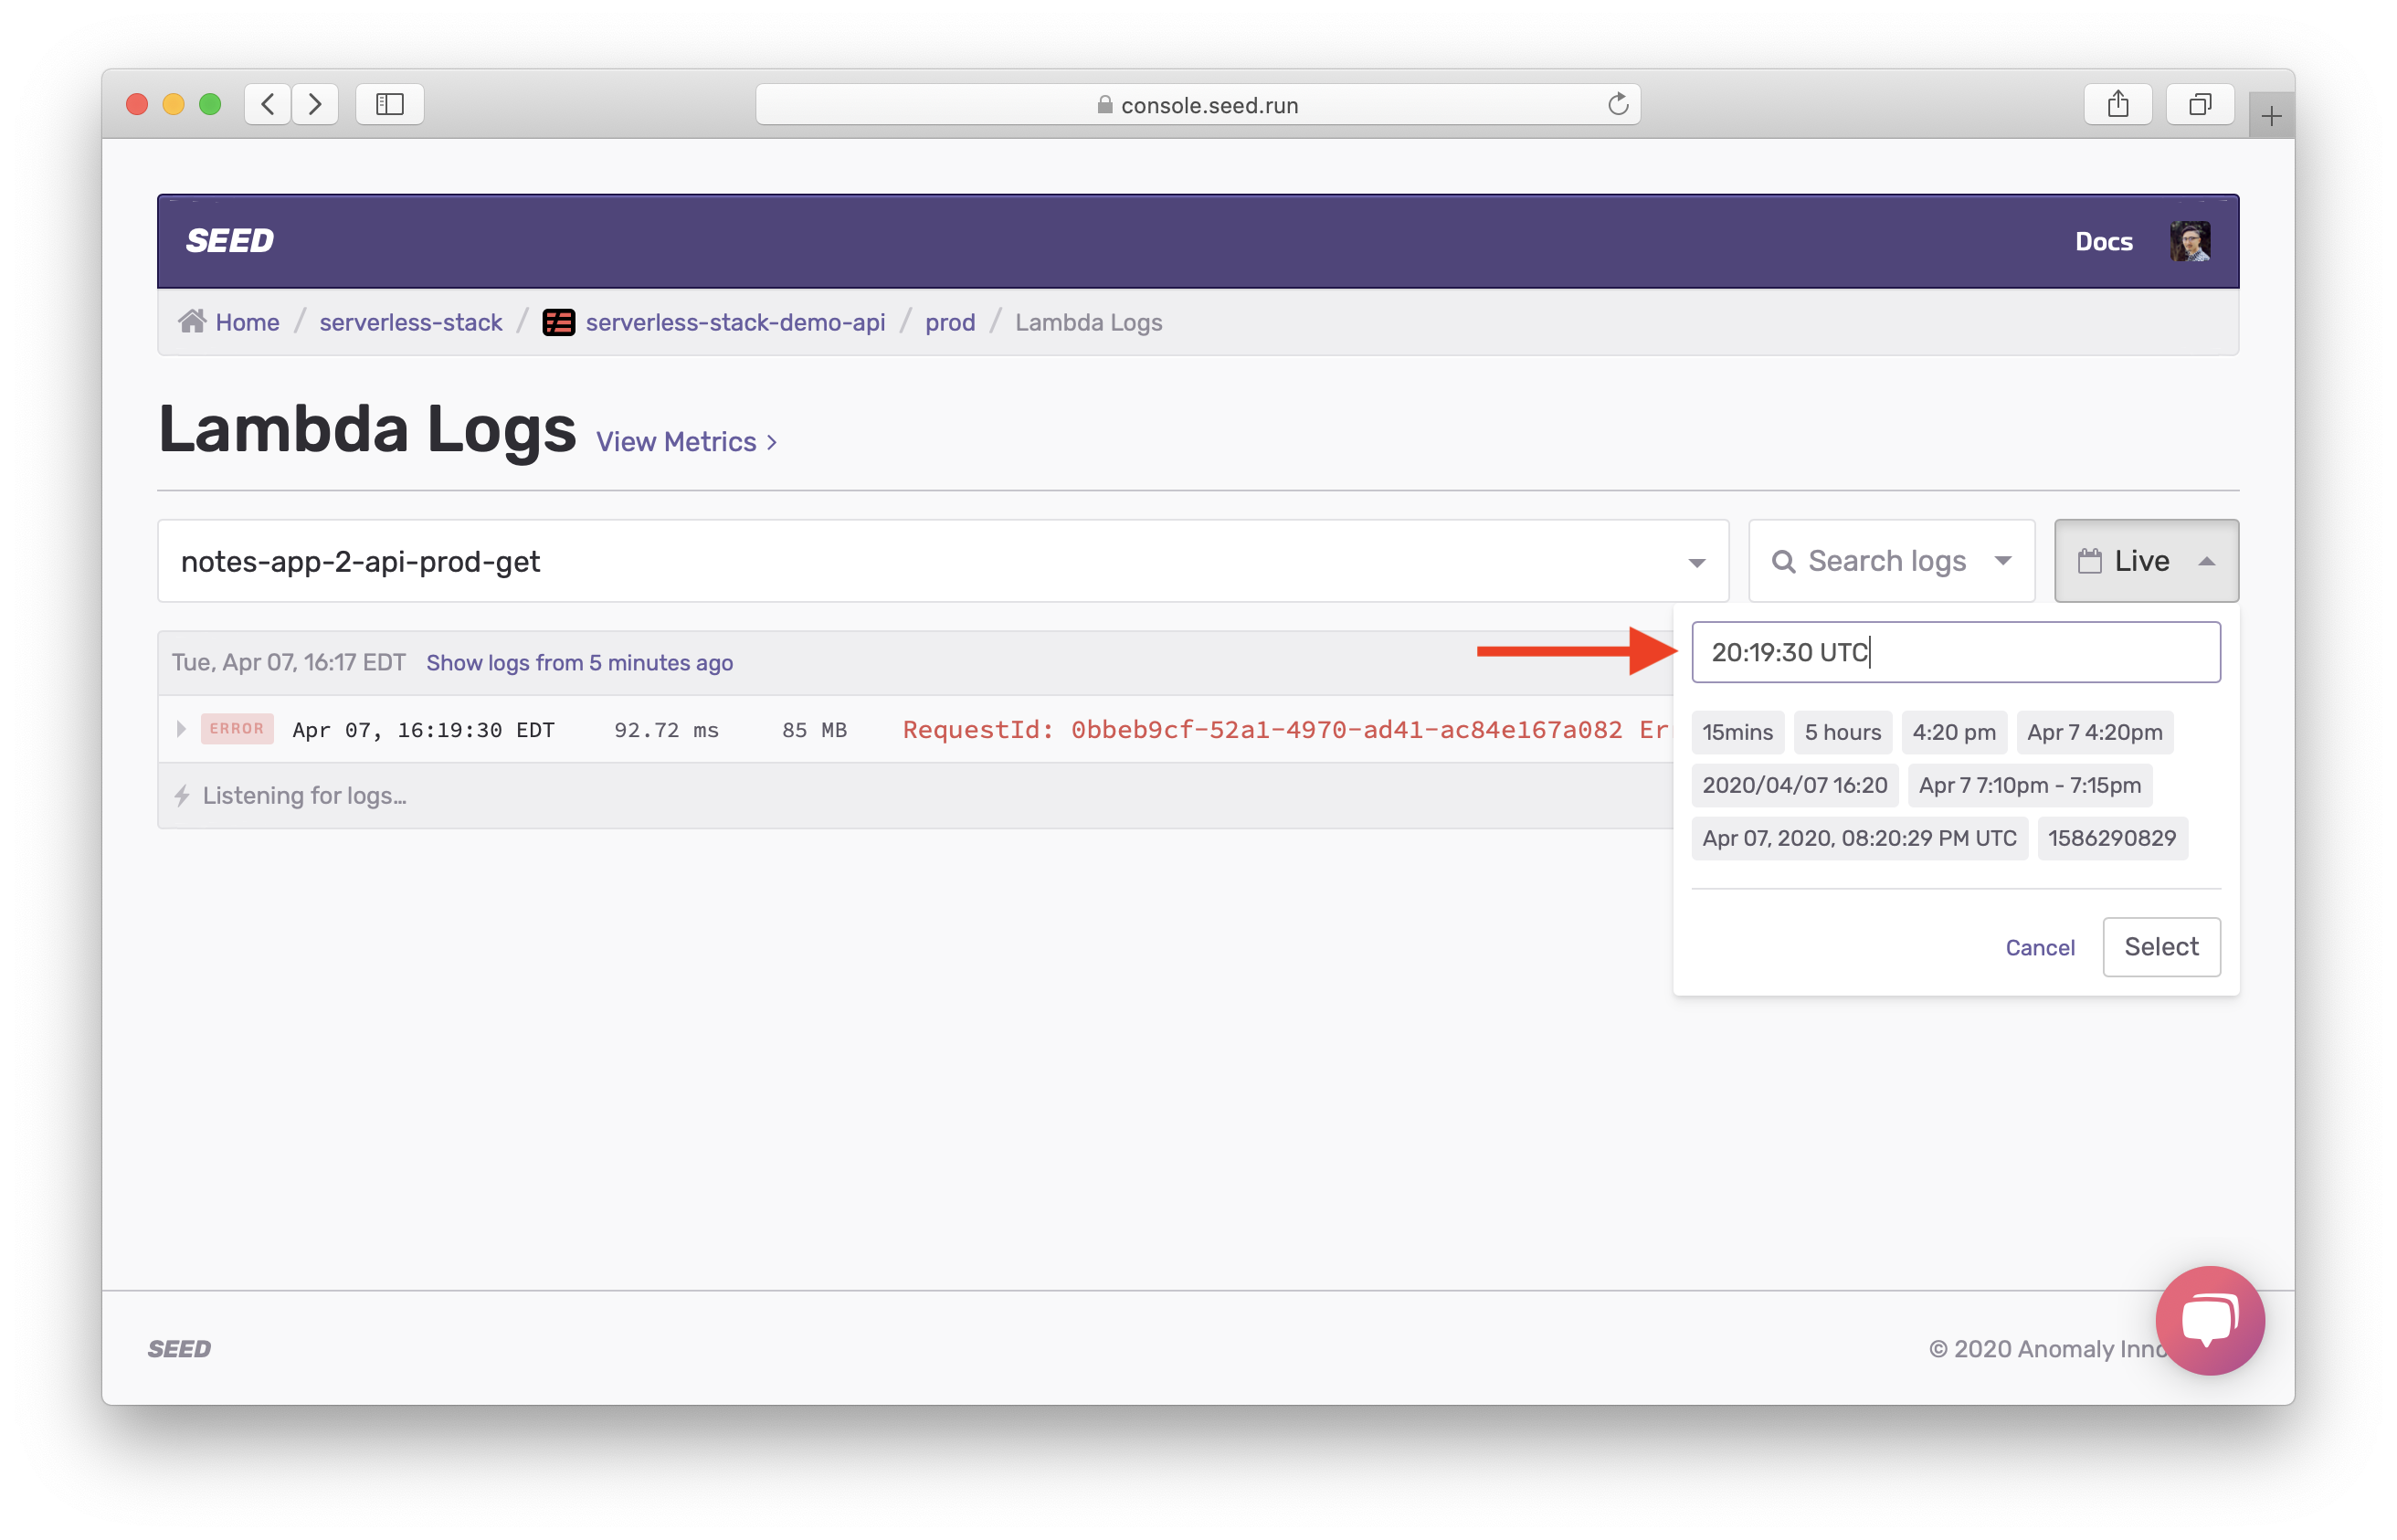 console.seed.run
SEED
Docs
Home / serverless-stack / serverless-stack-demo-api / prod / Lambda Logs
Lambda Logs View Metrics >
notes-app-2-api-prod-get
Search logs
Live
Tue, Apr 07, 16:17 EDT Show logs from 5 minutes ago
ERROR Apr 07, 16:19:30 EDT 92.72 ms 85 MB RequestId: 0bbeb9cf-52a1-4970-ad41-ac84e167a082
Listening for logs...
20:19:30 UTC
15mins 5 hours 4:20 pm Apr 7 4:20pm
2020/04/07 16:20 Apr 7 7:10pm - 7:15pm
Apr 07, 2020, 08:20:29 PM UTC 1586290829
Cancel Select
SEED
© 2020 Anomaly